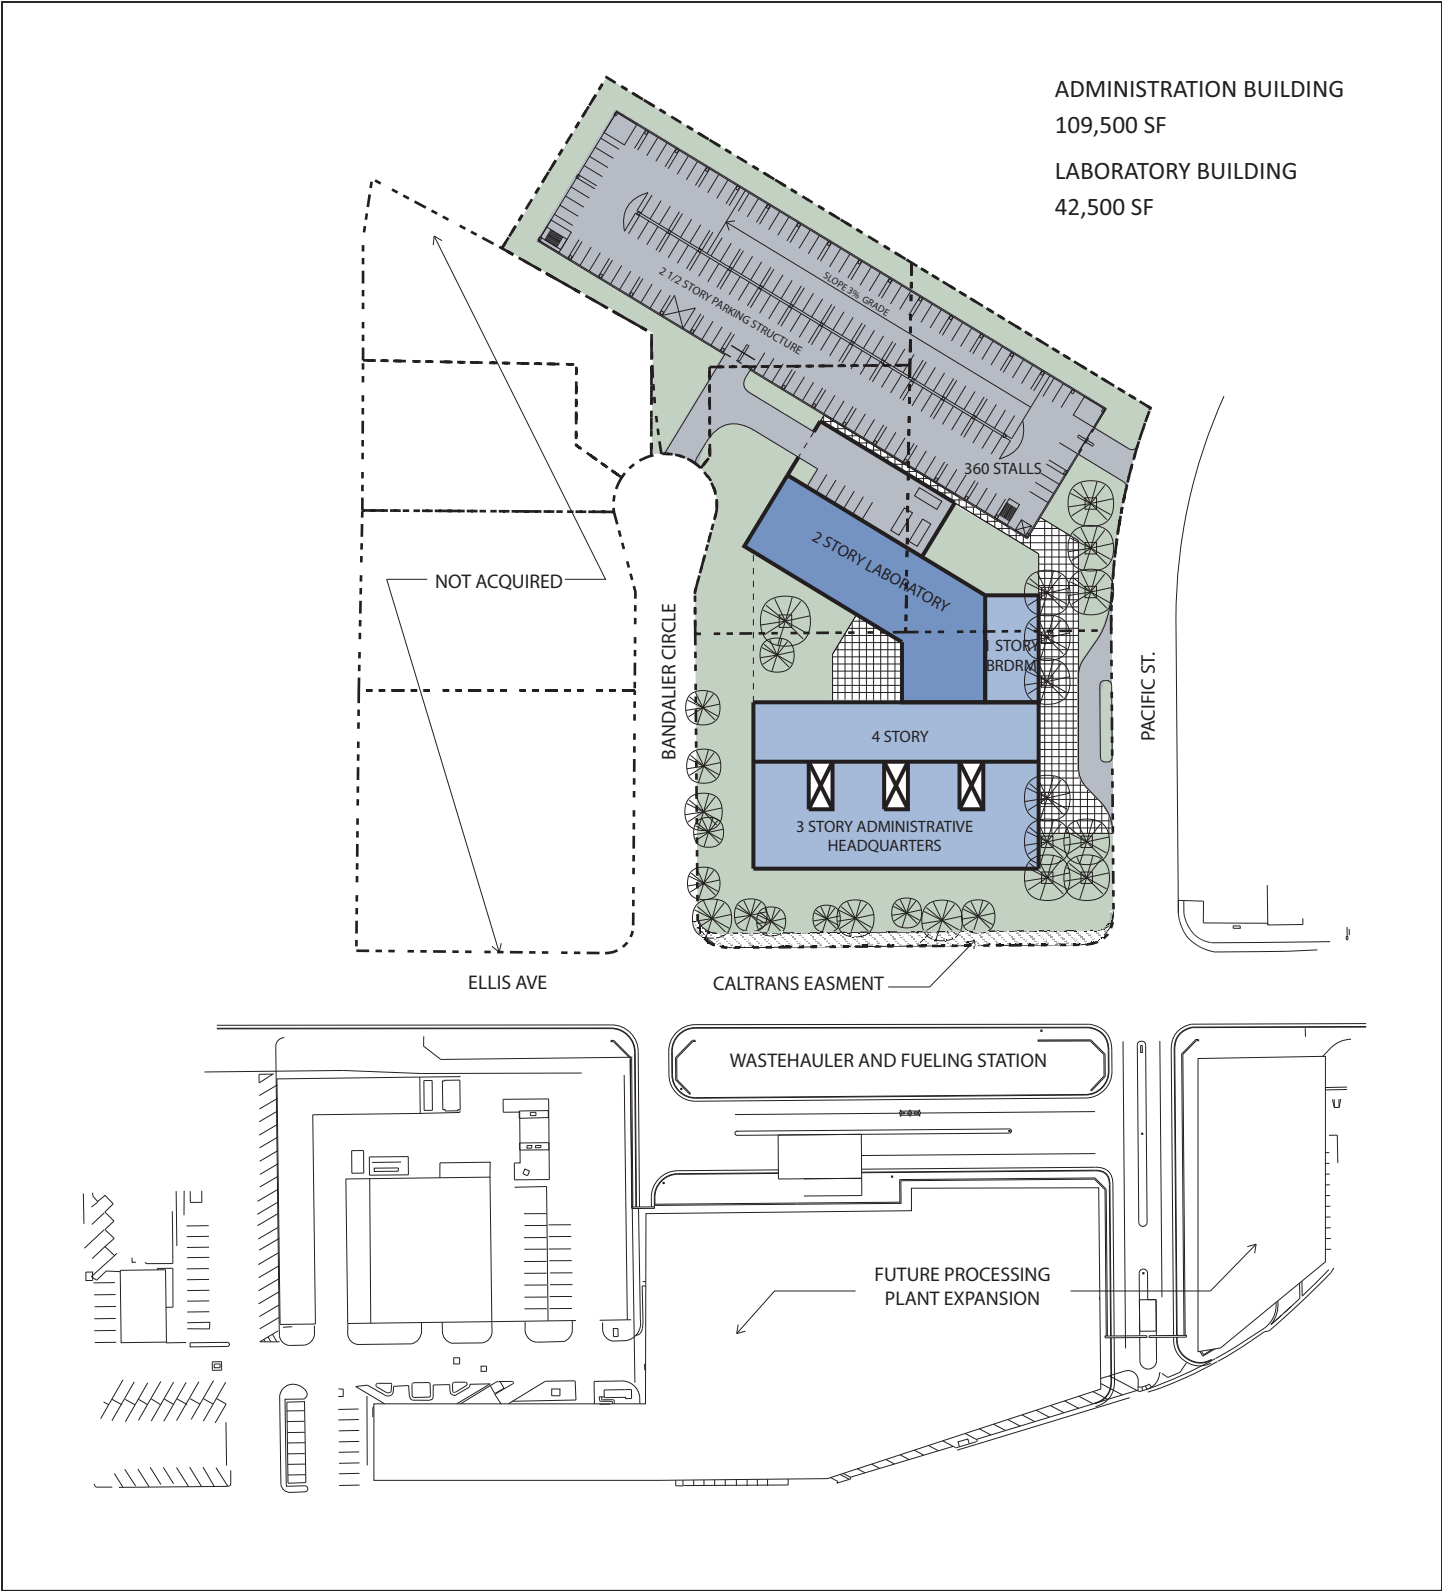 ADMINISTRATION BUILDING
109,500 SF
LABORATORY BUILDING
42,500 SF
SLOPE 3% GRADE
2 1/2 STORY PARKING STRUCTURE
360 STALLS
2 STORY LABORATORY
NOT ACQUIRED
BANDALIER CIRCLE
1 STORY
BRDRM
PACIFIC ST.
4 STORY
3 STORY ADMINISTRATIVE
HEADQUARTERS
ELLIS AVE
CALTRANS EASMENT
WASTEHAULER AND FUELING STATION
FUTURE PROCESSING
PLANT EXPANSION